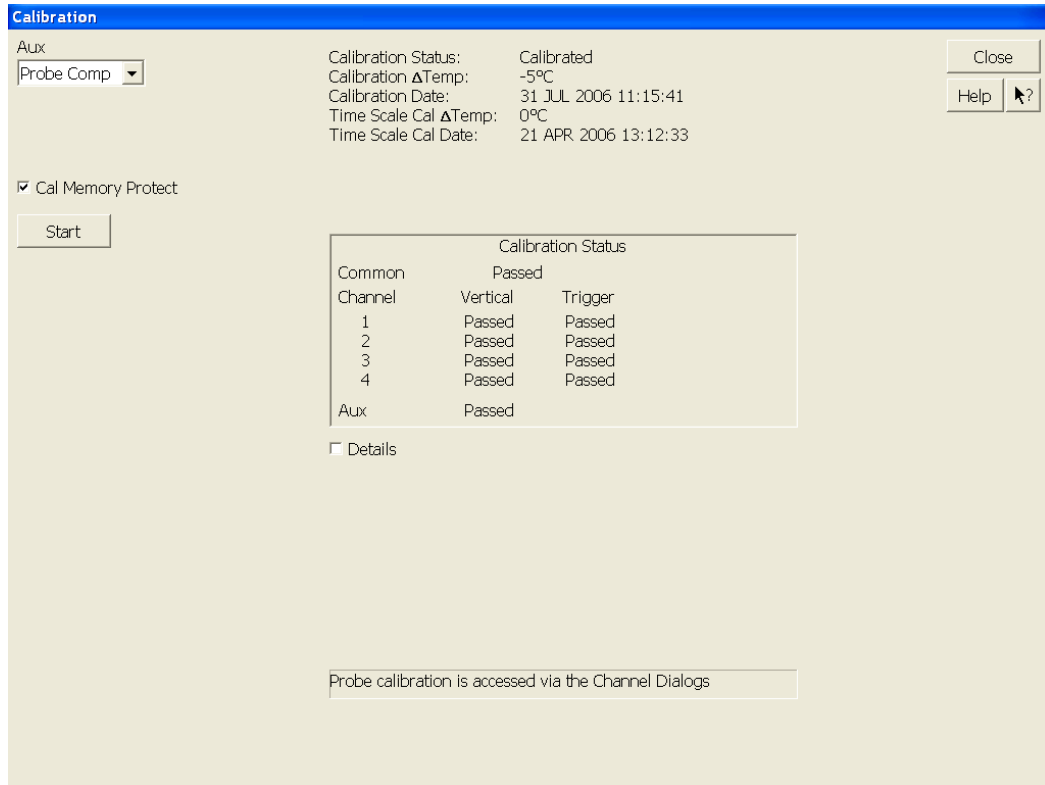 Calibration
Aux
Probe Comp
Calibration Status: Calibrated
Calibration ΔTemp: -5°C
Calibration Date: 31 JUL 2006 11:15:41
Time Scale Cal ΔTemp: 0°C
Time Scale Cal Date: 21 APR 2006 13:12:33
Close
Help
?
Cal Memory Protect
Start
Calibration Status
Common Passed
Channel Vertical Trigger
1 Passed Passed
2 Passed Passed
3 Passed Passed
4 Passed Passed
Aux Passed
Details
Probe calibration is accessed via the Channel Dialogs